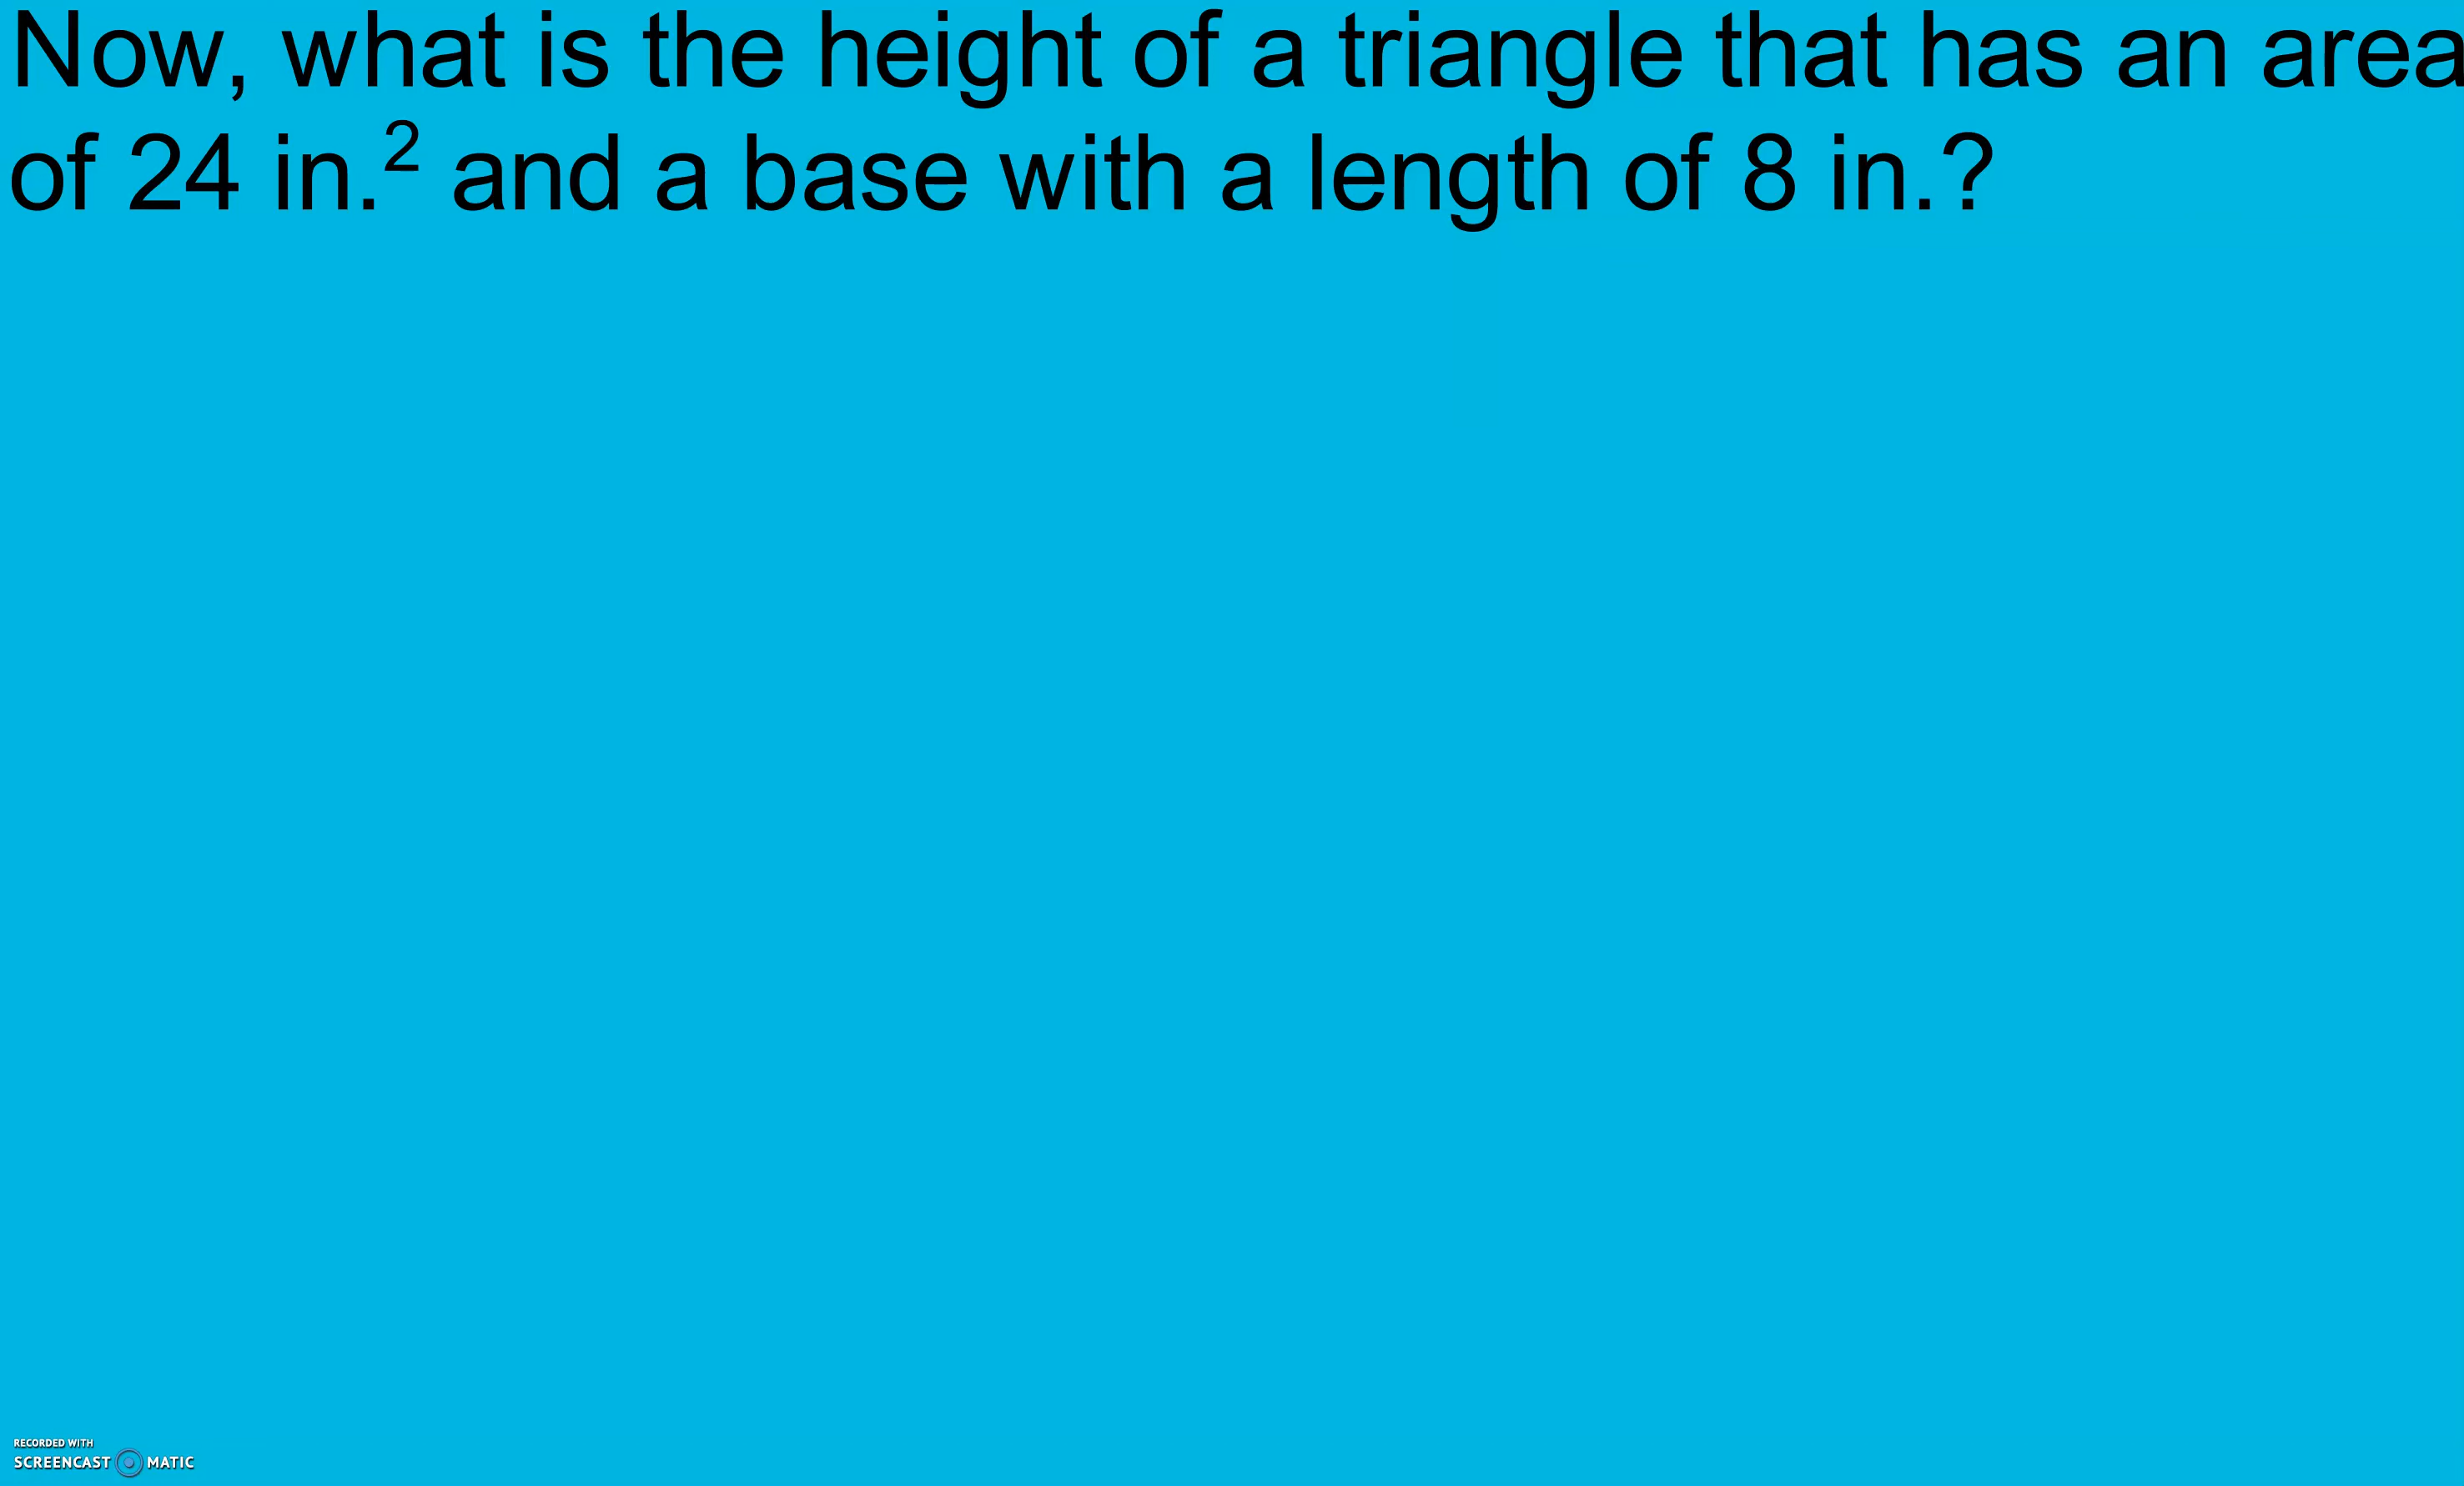 Now, what is the height of a triangle that has an area
of 24 in.² and a base with a length of 8 in.?
RECORDED WITH
SCREENCAST MATIC